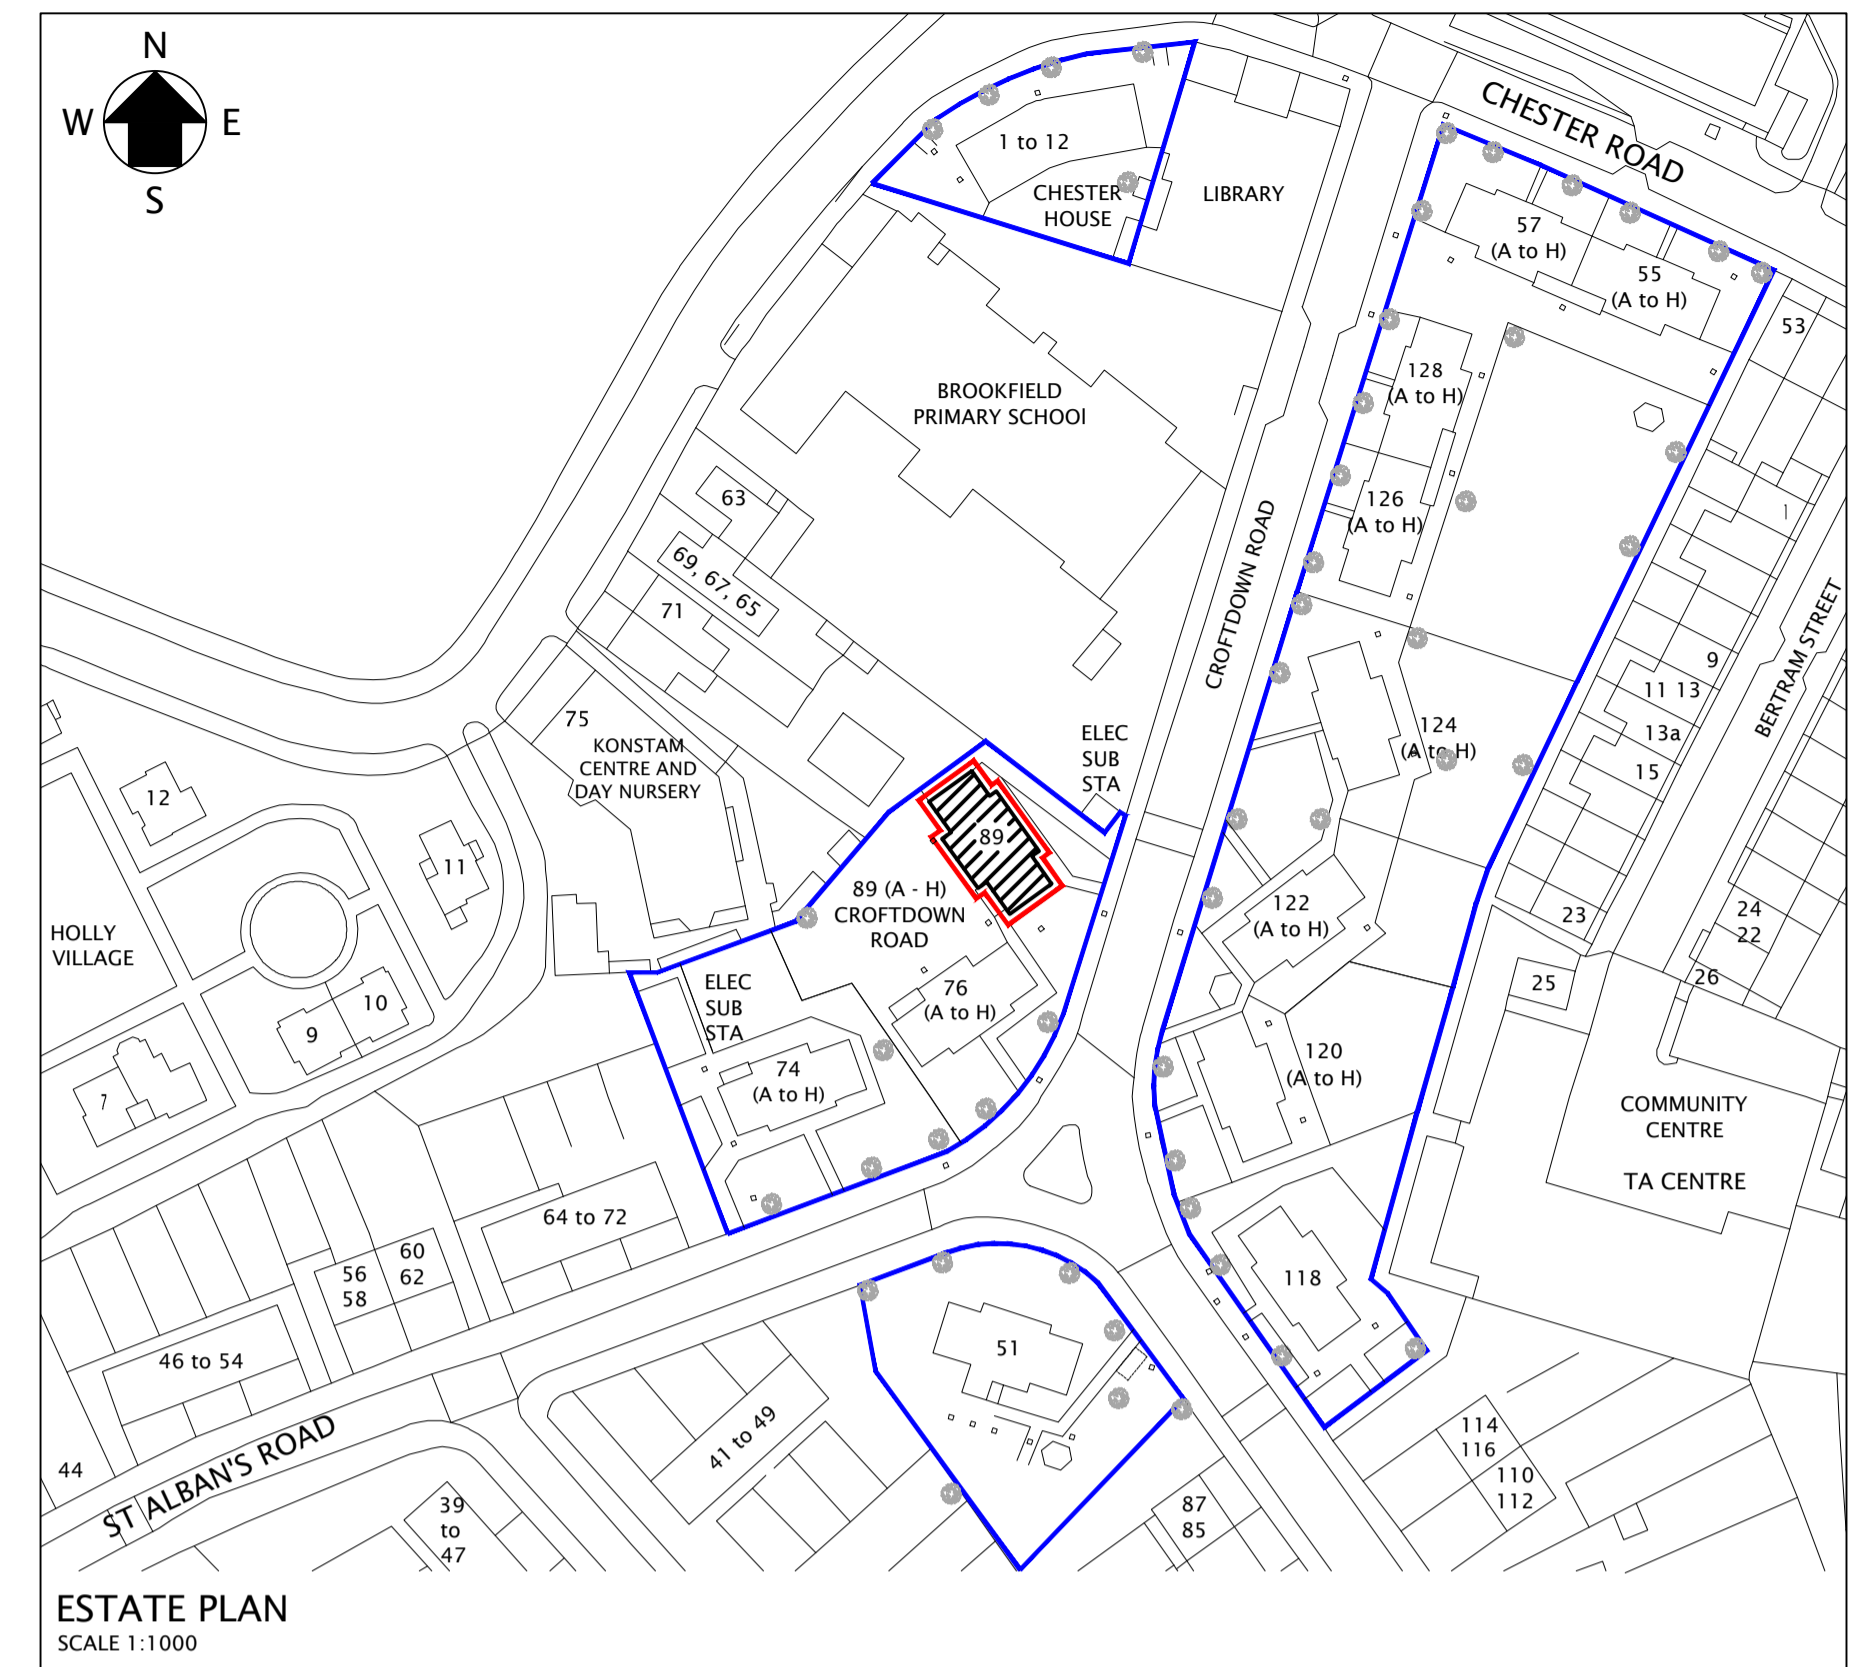 N
W E
S
CHESTER ROAD
1 to 12
CHESTER
HOUSE
LIBRARY
57
(A to H)
55
(A to H)
53
128
(A to H)
BROOKFIELD
PRIMARY SCHOOl
126
(A to H)
1
63
69, 67, 65
71
CROFTDOWN ROAD
BERTRAM STREET
9
11 13
13a
15
75
KONSTAM
CENTRE AND
DAY NURSERY
ELEC
SUB
STA
124
(A to H)
12
11
89
89 (A - H)
CROFTDOWN
ROAD
122
(A to H)
23
24
22
HOLLY
VILLAGE
10
9
7
ELEC
SUB
STA
76
(A to H)
25
26
74
(A to H)
120
(A to H)
COMMUNITY
CENTRE
TA CENTRE
64 to 72
60
62
56
58
118
51
46 to 54
41 to 49
44
ST ALBAN'S ROAD
39
to
47
87
85
114
116
110
112
ESTATE PLAN
SCALE 1:1000